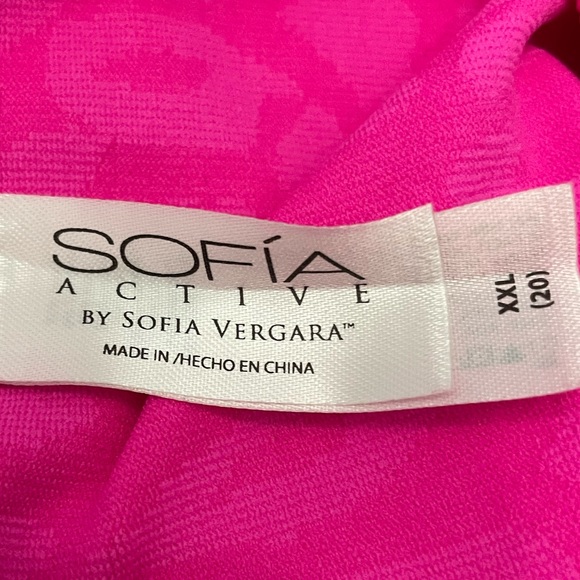 SOFÍA
ACTIVE
BY SOFIA VERGARA™
MADE IN /HECHO EN CHINA
XXL
(20)